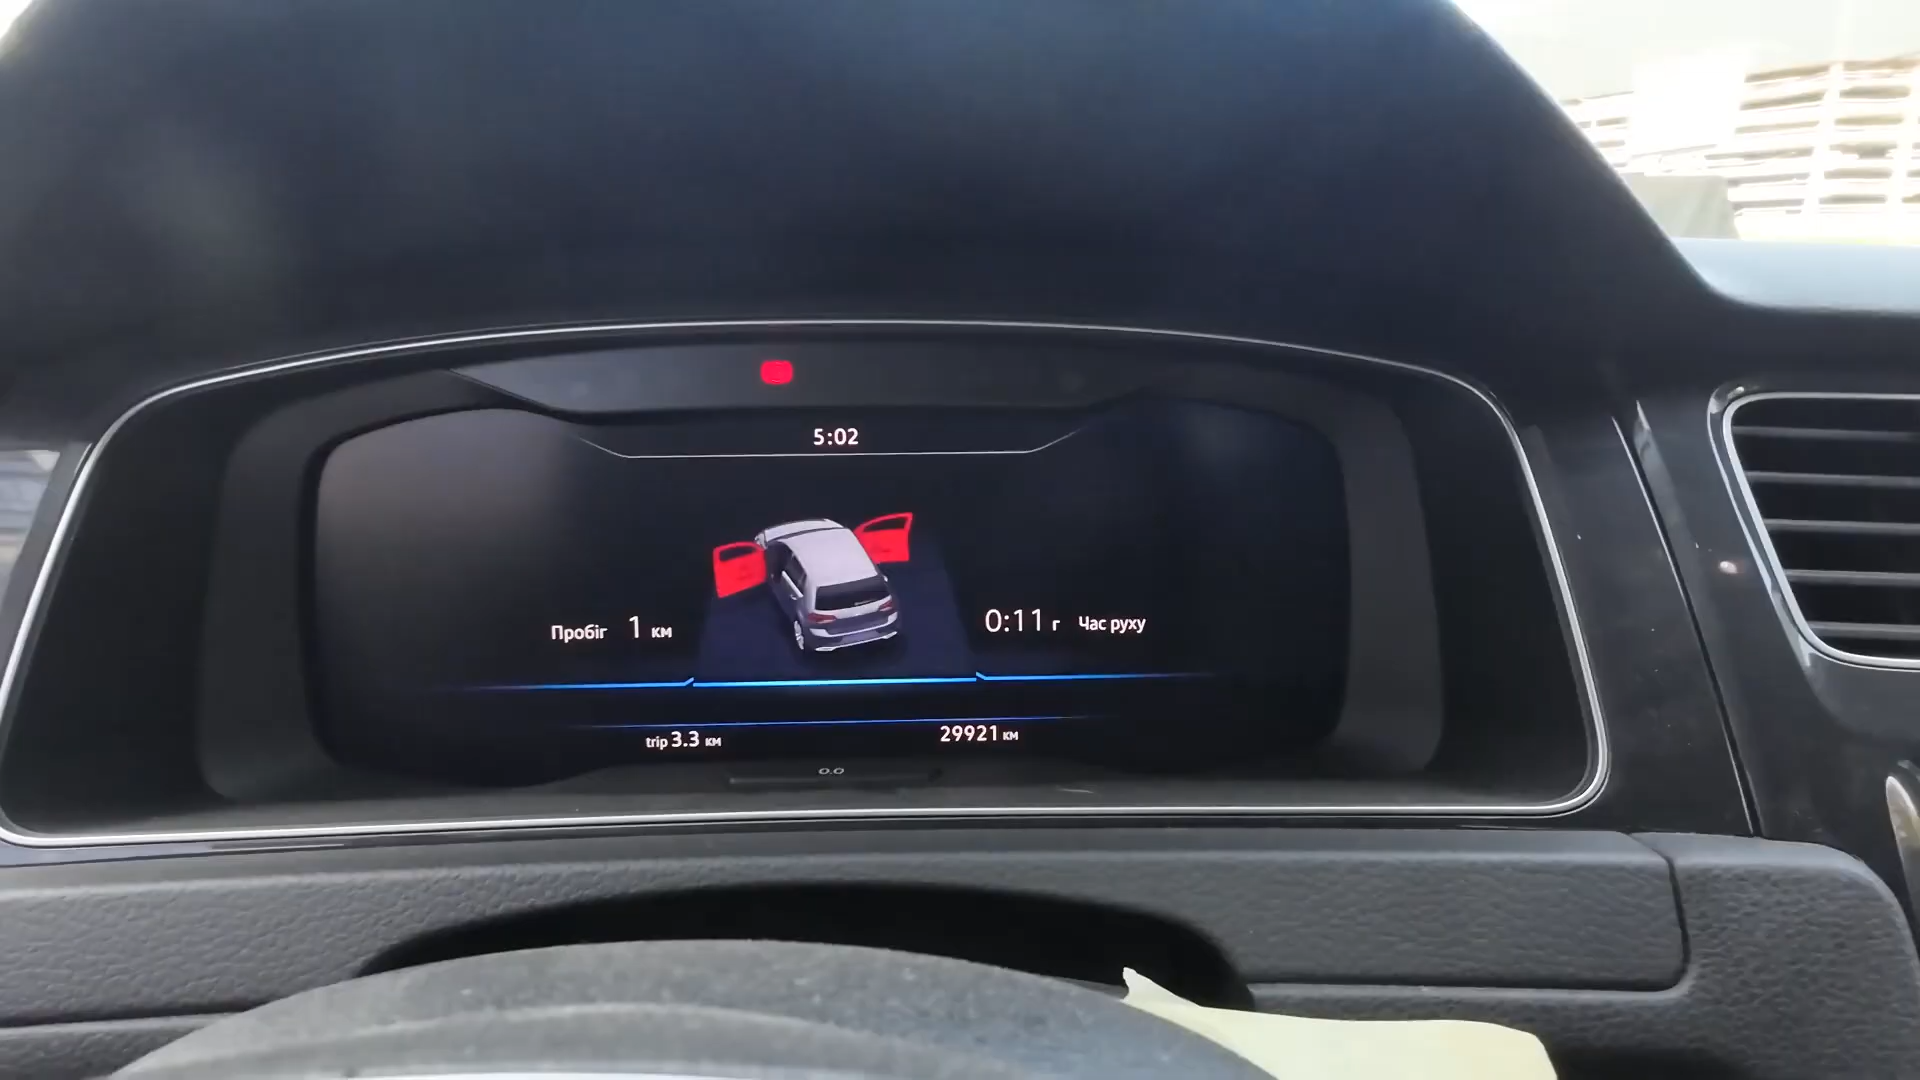 5:02
Пробіг 1 км
0:11 г Час руху
trip 3.3 км
29921 км
0.0